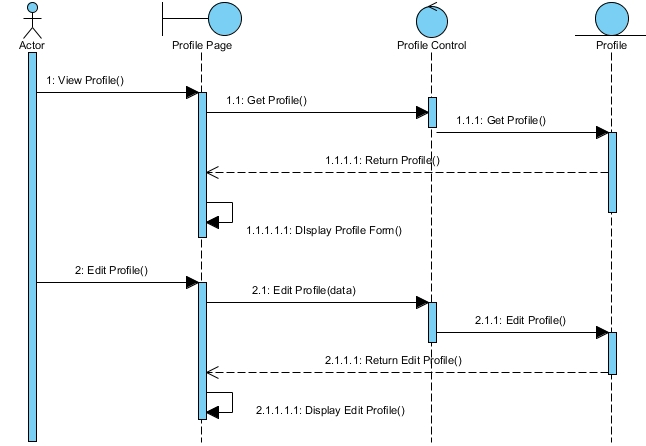 Actor
Profile Page
Profile Control
Profile
1: View Profile()
1.1: Get Profile()
1.1.1: Get Profile()
1.1.1.1: Return Profile()
1.1.1.1.1: DIsplay Profile Form()
2: Edit Profile()
2.1: Edit Profile(data)
2.1.1: Edit Profile()
2.1.1.1: Return Edit Profile()
2.1.1.1.1: Display Edit Profile()